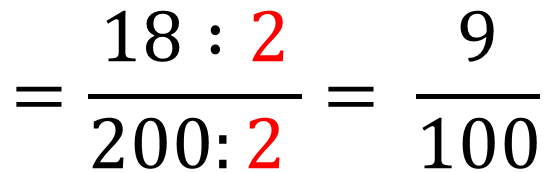 = 18 : 2 / 200: 2 = 9 / 100